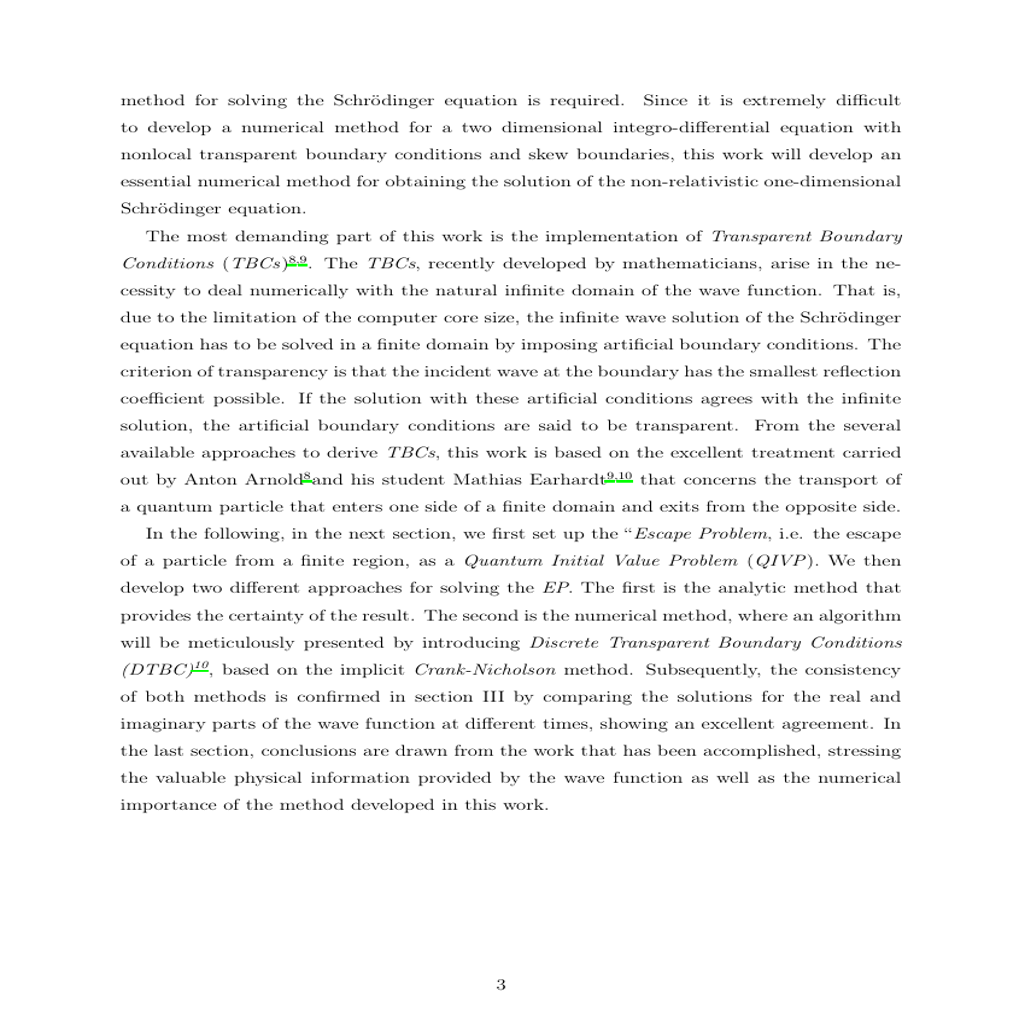 method for solving the Schrödinger equation is required. Since it is extremely difficult
to develop a numerical method for a two dimensional integro-differential equation with
nonlocal transparent boundary conditions and skew boundaries, this work will develop an
essential numerical method for obtaining the solution of the non-relativistic one-dimensional
Schrödinger equation.
The most demanding part of this work is the implementation of Transparent Boundary
Conditions (TBCs)8,9. The TBCs, recently developed by mathematicians, arise in the ne-
cessity to deal numerically with the natural infinite domain of the wave function. That is,
due to the limitation of the computer core size, the infinite wave solution of the Schrödinger
equation has to be solved in a finite domain by imposing artificial boundary conditions. The
criterion of transparency is that the incident wave at the boundary has the smallest reflection
coefficient possible. If the solution with these artificial conditions agrees with the infinite
solution, the artificial boundary conditions are said to be transparent. From the several
available approaches to derive TBCs, this work is based on the excellent treatment carried
out by Anton Arnold8 and his student Mathias Earhardt9,10 that concerns the transport of
a quantum particle that enters one side of a finite domain and exits from the opposite side.
In the following, in the next section, we first set up the “Escape Problem, i.e. the escape
of a particle from a finite region, as a Quantum Initial Value Problem (QIVP). We then
develop two different approaches for solving the EP. The first is the analytic method that
provides the certainty of the result. The second is the numerical method, where an algorithm
will be meticulously presented by introducing Discrete Transparent Boundary Conditions
(DTBC)10, based on the implicit Crank-Nicholson method. Subsequently, the consistency
of both methods is confirmed in section III by comparing the solutions for the real and
imaginary parts of the wave function at different times, showing an excellent agreement. In
the last section, conclusions are drawn from the work that has been accomplished, stressing
the valuable physical information provided by the wave function as well as the numerical
importance of the method developed in this work.
3